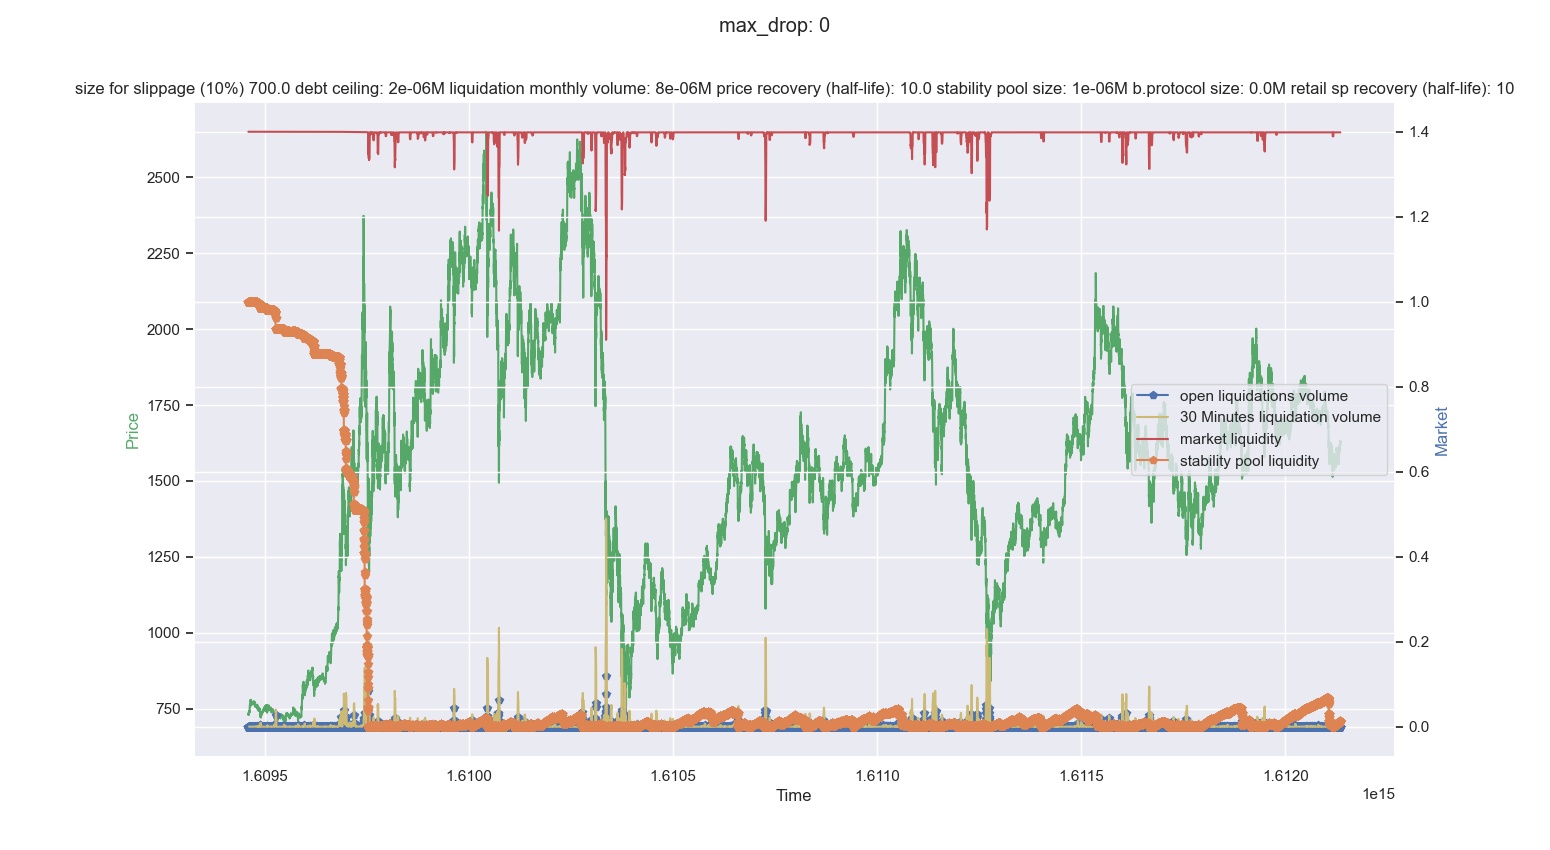 max_drop: 0
size for slippage (10%) 700.0 debt ceiling: 2e-06M liquidation monthly volume: 8e-06M price recovery (half-life): 10.0 stability pool size: 1e-06M b.protocol size: 0.0M retail sp recovery (half-life): 10
2500
2250
2000
1750
1500
1250
1000
750
Price
1.4
1.2
1.0
0.8
0.6
0.4
0.2
0.0
Market
open liquidations volume
30 Minutes liquidation volume
market liquidity
stability pool liquidity
1.6095
1.6100
1.6105
1.6110
1.6115
1.6120
Time
1e15